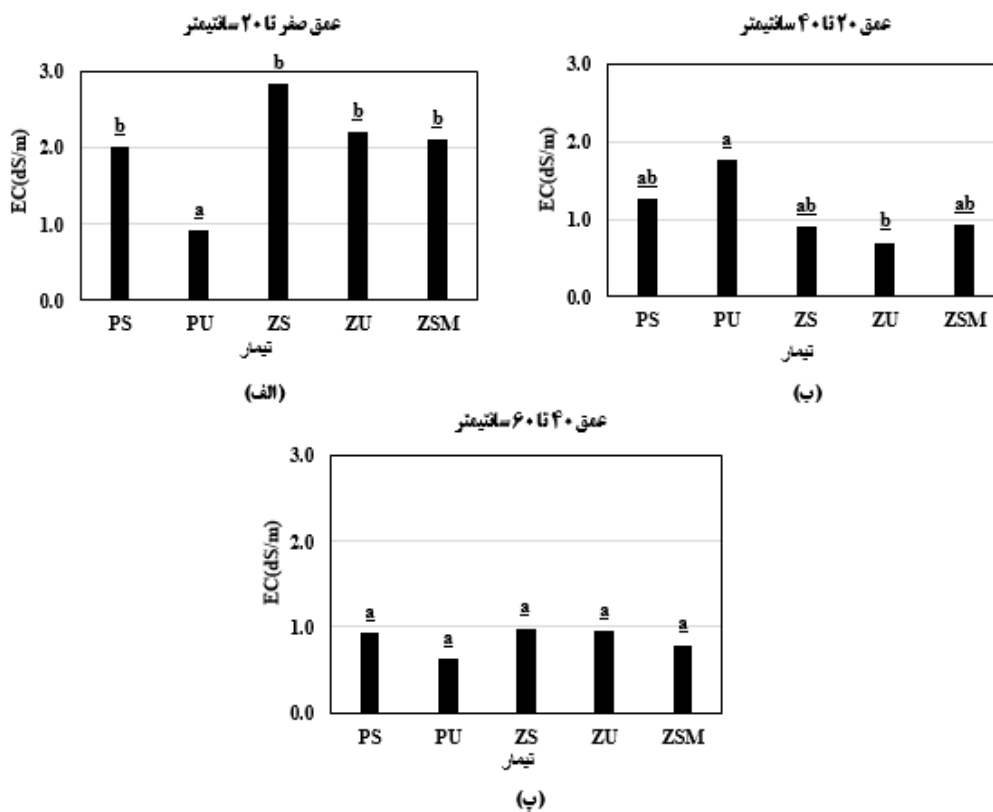 عمق صفر تا ۲۰ سانتیمتر
EC(dS/m)
3.0
2.0
1.0
0.0
b
a
b
b
b
PS PU ZS ZU ZSM
تیمار
(الف)
عمق ۲۰ تا ۴۰ سانتیمتر
EC(dS/m)
3.0
2.0
1.0
0.0
ab
a
ab
b
ab
PS PU ZS ZU ZSM
تیمار
(ب)
عمق ۴۰ تا ۶۰ سانتیمتر
EC(dS/m)
3.0
2.0
1.0
0.0
a
a
a
a
a
PS PU ZS ZU ZSM
تیمار
(پ)